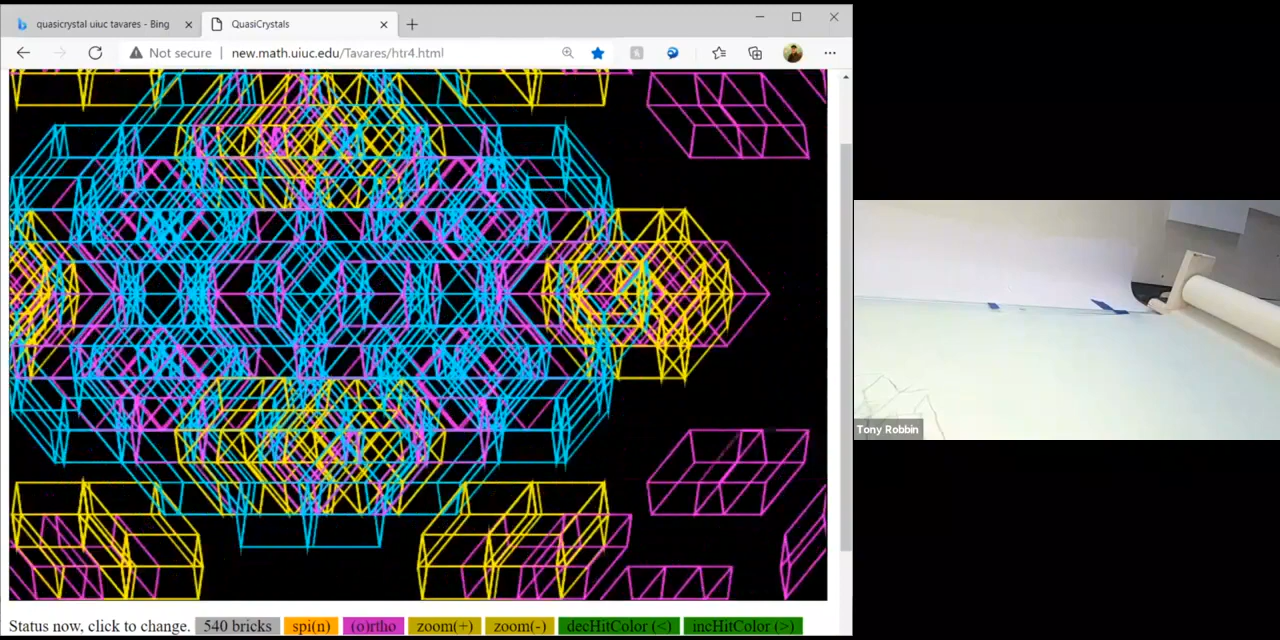 quasicrystal uiuc tavares - Bing
QuasiCrystals
Not secure
new.math.uiuc.edu/Tavares/htr4.html
Tony Robbin
Status now, click to change. 540 bricks spi(n) (o)rtho zoom(+) zoom(-) decHitColor (<) incHitColor (>)